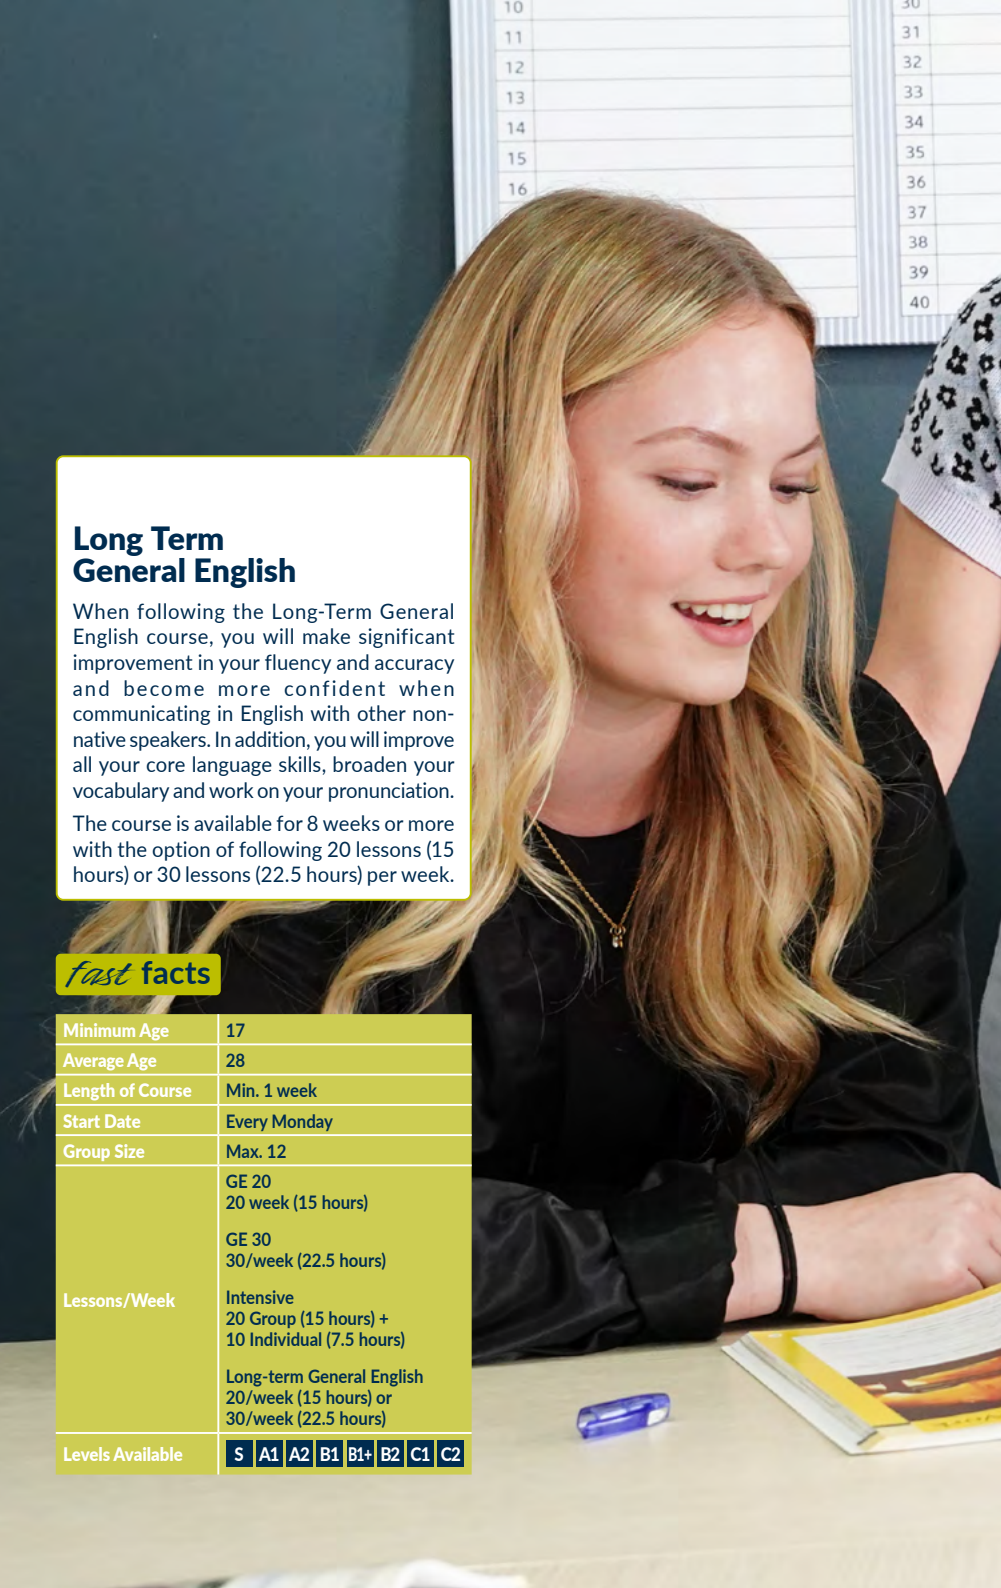 10
11
12
13
14
15
16
30
31
32
33
34
35
36
37
38
39
40
Long Term
General English
When following the Long-Term General
English course, you will make significant
improvement in your fluency and accuracy
and become more confident when
communicating in English with other non-
native speakers. In addition, you will improve
all your core language skills, broaden your
vocabulary and work on your pronunciation.
The course is available for 8 weeks or more
with the option of following 20 lessons (15
hours) or 30 lessons (22.5 hours) per week.
fast facts
Minimum Age 17
Average Age 28
Length of Course Min. 1 week
Start Date Every Monday
Group Size Max. 12
Lessons/Week
GE 20
20 week (15 hours)
GE 30
30/week (22.5 hours)
Intensive
20 Group (15 hours) +
10 Individual (7.5 hours)
Long-term General English
20/week (15 hours) or
30/week (22.5 hours)
Levels Available S A1 A2 B1 B1+ B2 C1 C2